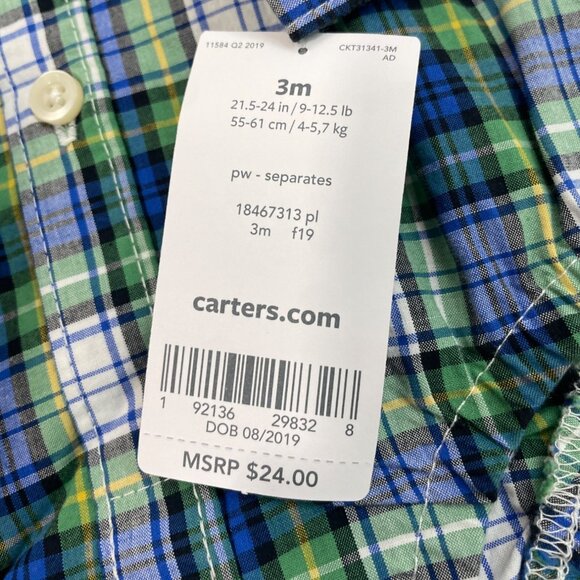 11584 Q2 2019 CKT31341-3M
AD
3m
21.5-24 in / 9-12.5 lb
55-61 cm / 4-5,7 kg
pw - separates
18467313 pl
3m f19
carters.com
1 92136 29832 8
DOB 08/2019
MSRP $24.00